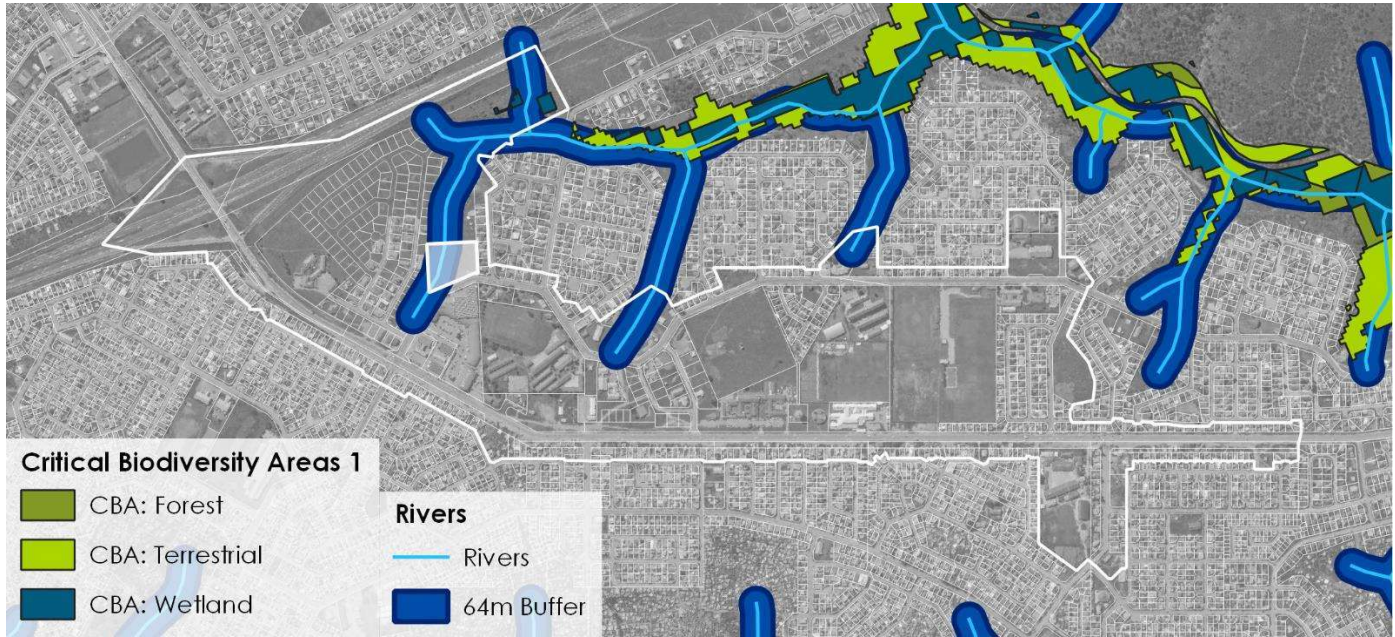 Critical Biodiversity Areas 1
CBA: Forest
CBA: Terrestrial
CBA: Wetland
Rivers
Rivers
64m Buffer